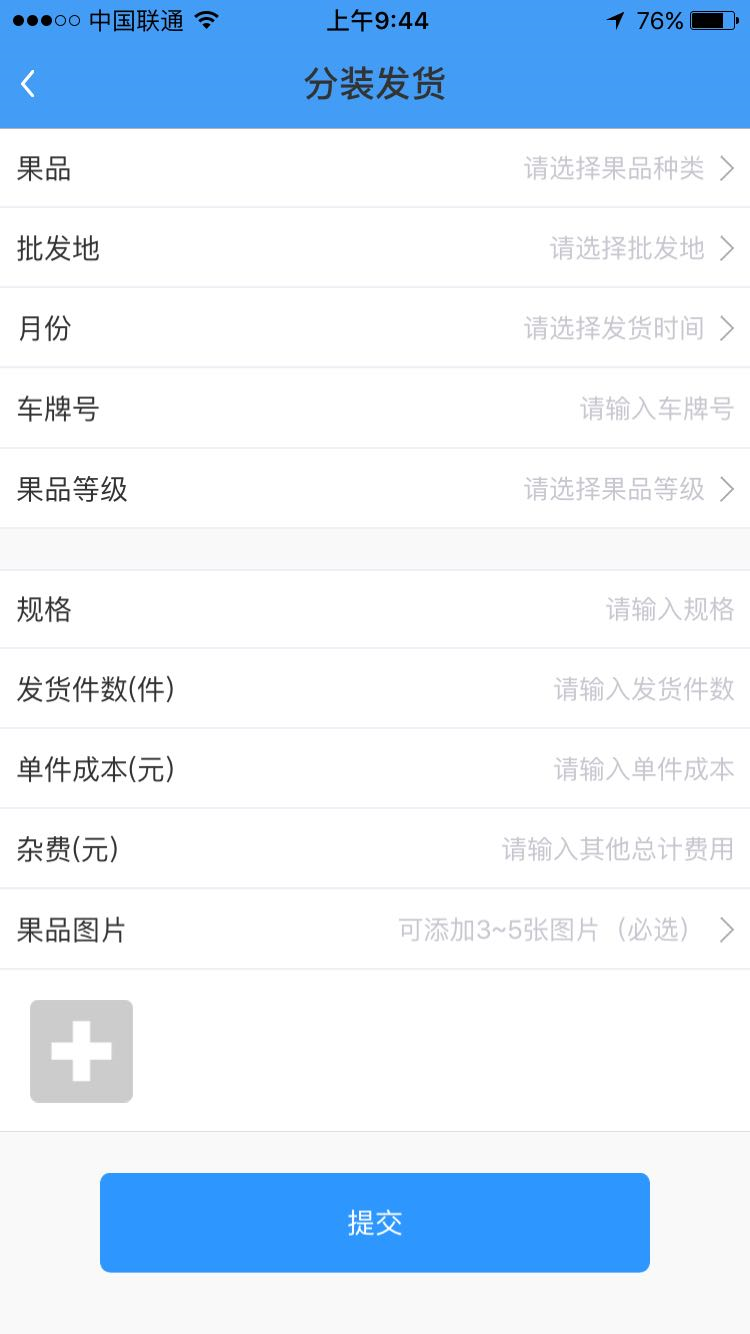 中国联通 上午9:44 76%
分装发货
果品 请选择果品种类
批发地 请选择批发地
月份 请选择发货时间
车牌号 请输入车牌号
果品等级 请选择果品等级
规格 请输入规格
发货件数(件) 请输入发货件数
单件成本(元) 请输入单件成本
杂费(元) 请输入其他总计费用
果品图片 可添加3~5张图片（必选）
提交